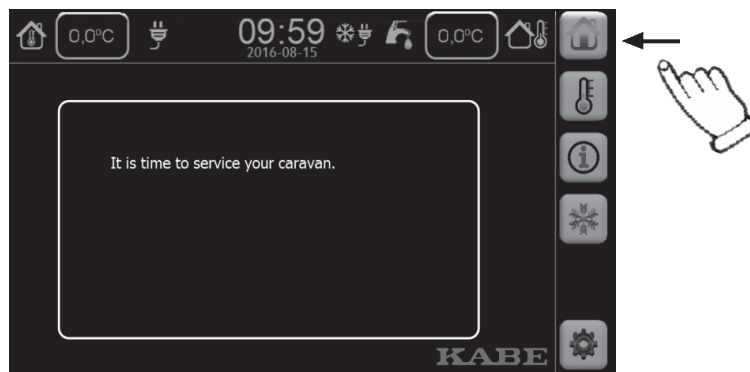 0,0°C
09:59
2016-08-15
0,0°C
It is time to service your caravan.
KABE